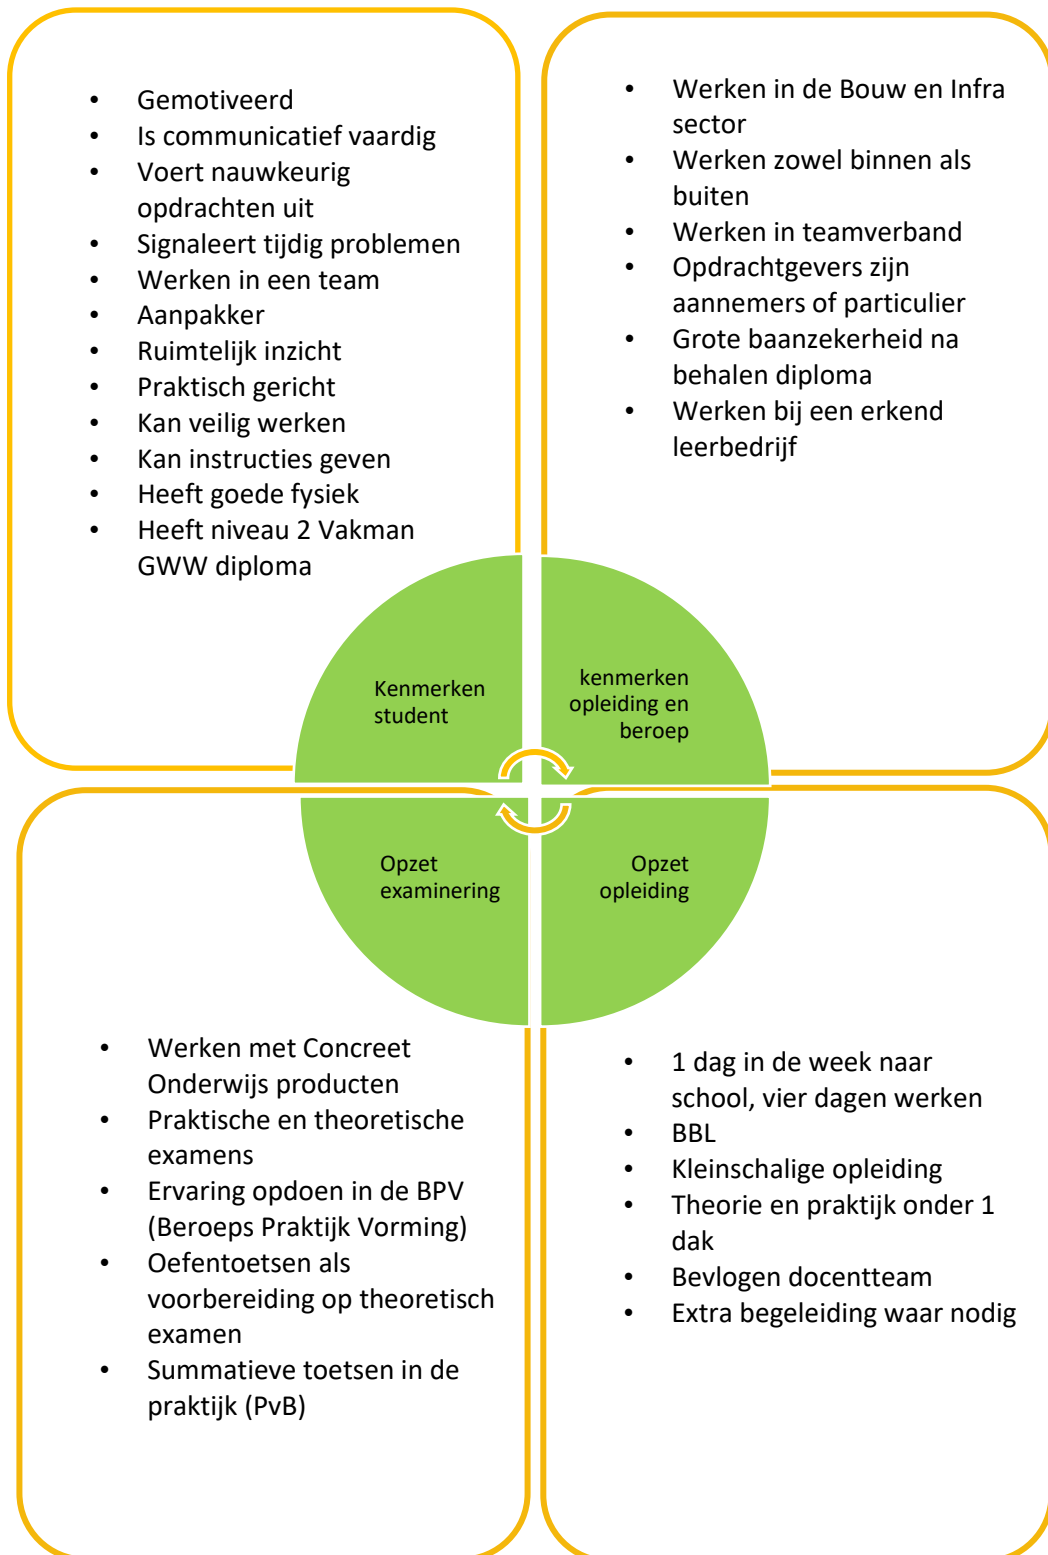 • Gemotiveerd
• Is communicatief vaardig
• Voert nauwkeurig
opdrachten uit
• Signaleert tijdig problemen
• Werken in een team
• Aanpakker
• Ruimtelijk inzicht
• Praktisch gericht
• Kan veilig werken
• Kan instructies geven
• Heeft goede fysiek
• Heeft niveau 2 Vakman
GWW diploma
• Werken in de Bouw en Infra
sector
• Werken zowel binnen als
buiten
• Werken in teamverband
• Opdrachtgevers zijn
aannemers of particulier
• Grote baanzekerheid na
behalen diploma
• Werken bij een erkend
leerbedrijf
Kenmerken
student
kenmerken
opleiding en
beroep
Opzet
examinering
Opzet
opleiding
• Werken met Concreet
Onderwijs producten
• Praktische en theoretische
examens
• Ervaring opdoen in de BPV
(Beroeps Praktijk Vorming)
• Oefentoetsen als
voorbereiding op theoretisch
examen
• Summatieve toetsen in de
praktijk (PvB)
• 1 dag in de week naar
school, vier dagen werken
• BBL
• Kleinschalige opleiding
• Theorie en praktijk onder 1
dak
• Bevlogen docentteam
• Extra begeleiding waar nodig